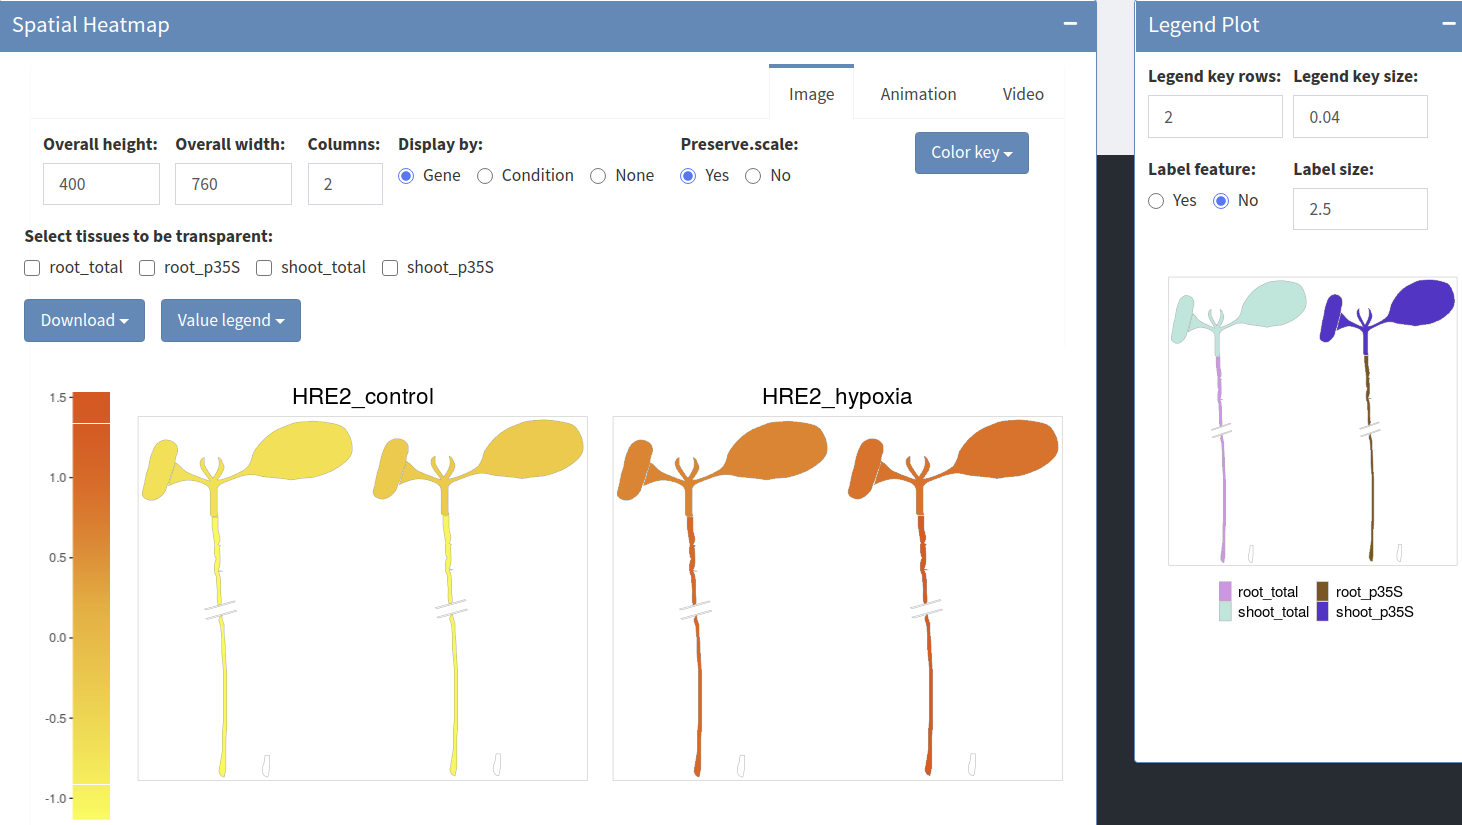 Spatial Heatmap
Image Animation Video
Overall height: Overall width: Columns: Display by: Preserve.scale: Color key
400 760 2 Gene Condition None Yes No
Select tissues to be transparent:
root_total root_p35S shoot_total shoot_p35S
Download Value legend
HRE2_control HRE2_hypoxia
1.5
1.0
0.5
0.0
-0.5
-1.0
Legend Plot
Legend key rows: Legend key size:
2 0.04
Label feature: Label size:
Yes No 2.5
root_total root_p35S
shoot_total shoot_p35S